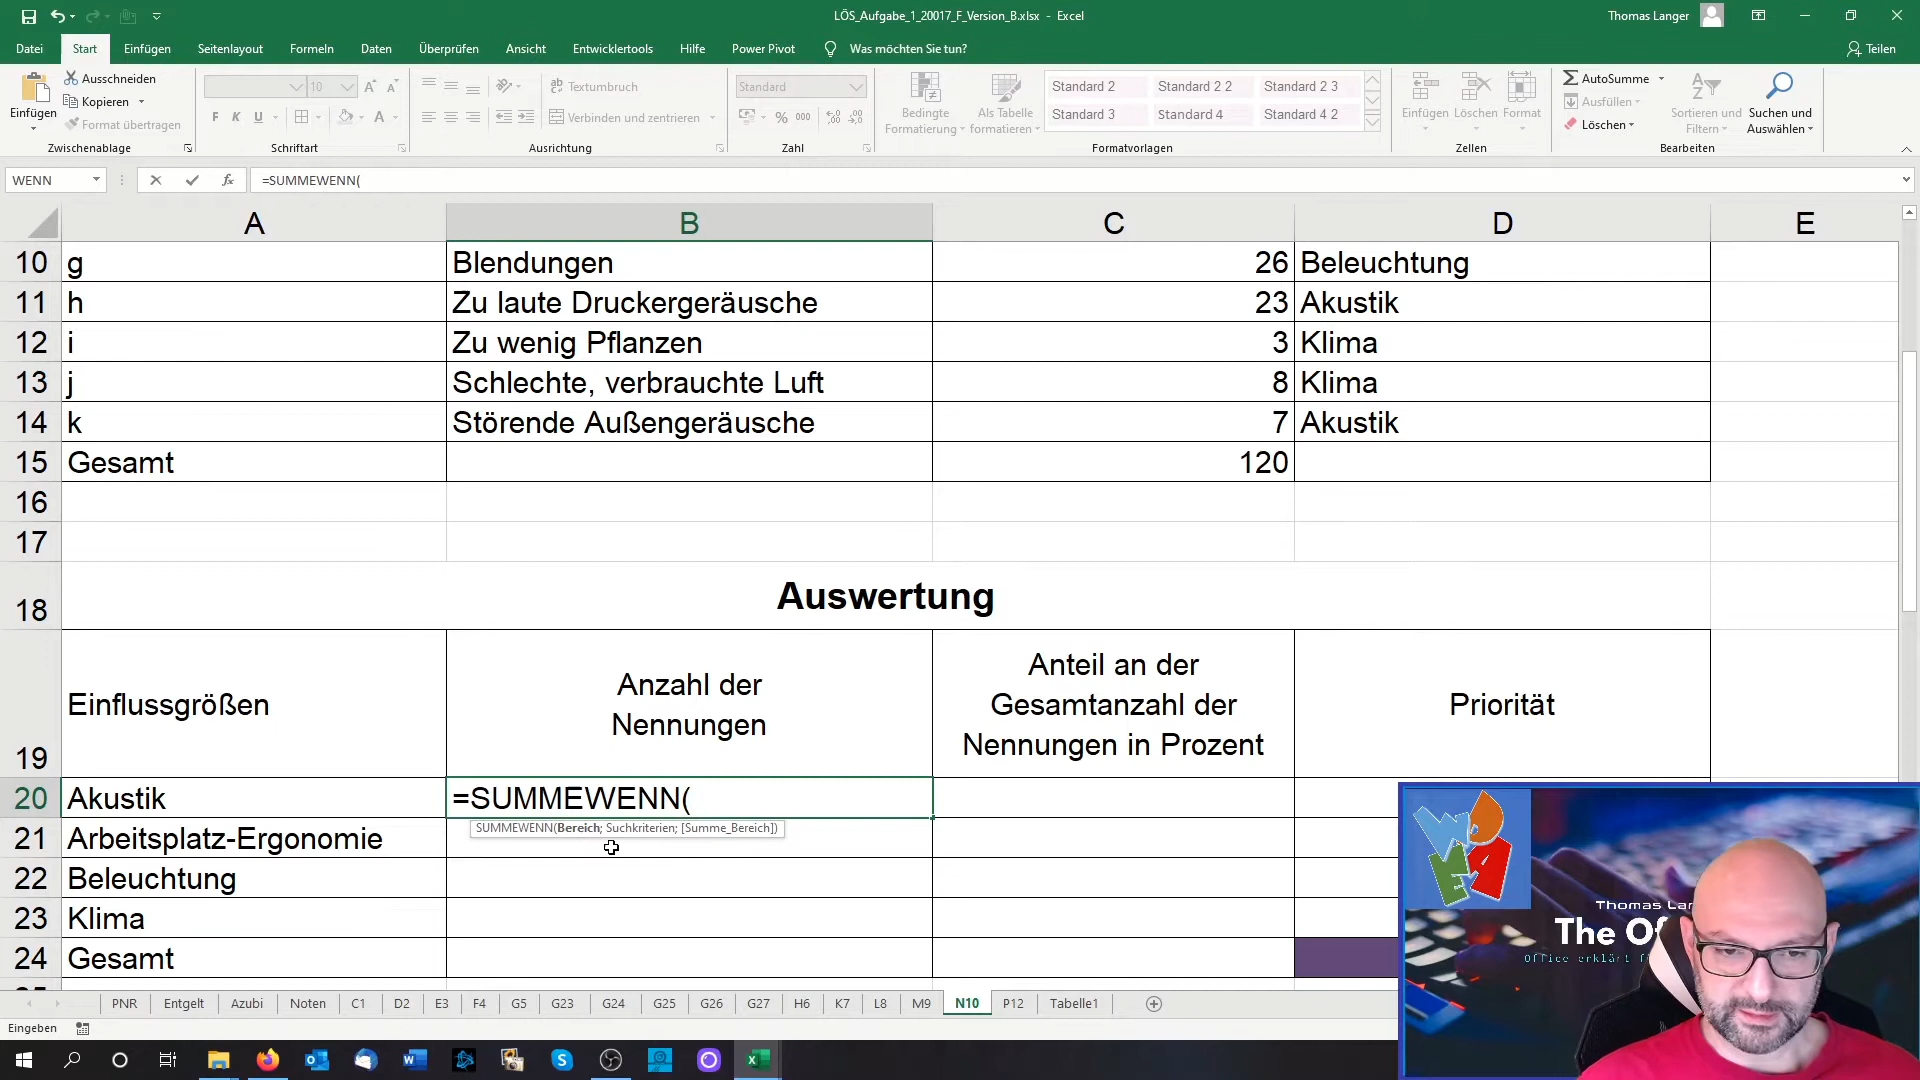 LÖS_Aufgabe_1_20017_F_Version_B.xlsx - Excel
Thomas Langer
Datei Start Einfügen Seitenlayout Formeln Daten Überprüfen Ansicht Entwicklertools Hilfe Power Pivot Was möchten Sie tun? Teilen
Einfügen
Ausschneiden
Kopieren
Format übertragen
Zwischenablage
10
F K U
Schriftart
Textumbruch
Verbinden und zentrieren
Ausrichtung
Standard
% 000
Zahl
Bedingte
Formatierung
Als Tabelle
formatieren
Standard 2 Standard 2 2 Standard 2 3
Standard 3 Standard 4 Standard 4 2
Formatvorlagen
Einfügen Löschen Format
Zellen
AutoSumme
Ausfüllen
Löschen
Sortieren und
Filtern
Suchen und
Auswählen
Bearbeiten
WENN fx =SUMMEWENN(
A B C D E
10 g Blendungen 26 Beleuchtung
11 h Zu laute Druckergeräusche 23 Akustik
12 i Zu wenig Pflanzen 3 Klima
13 j Schlechte, verbrauchte Luft 8 Klima
14 k Störende Außengeräusche 7 Akustik
15 Gesamt 120
16
17
18 Auswertung
19 Einflussgrößen
Anzahl der
Nennungen
Anteil an der
Gesamtanzahl der
Nennungen in Prozent
Priorität
20 Akustik =SUMMEWENN(
SUMMEWENN(Bereich; Suchkriterien; [Summe_Bereich])
21 Arbeitsplatz-Ergonomie
22 Beleuchtung
23 Klima
24 Gesamt
Thomas
The
Office erklärt
PNR Entgelt Azubi Noten C1 D2 E3 F4 G5 G23 G24 G25 G26 G27 H6 K7 L8 M9 N10 P12 Tabelle1
Eingeben